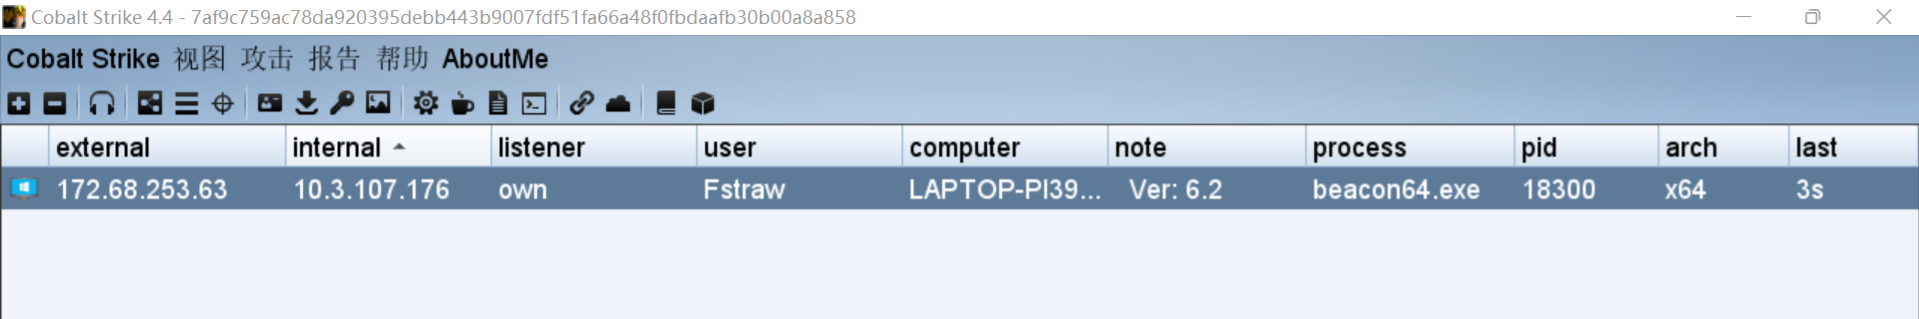 Cobalt Strike 4.4 - 7af9c759ac78da920395debb443b9007fdf51fa66a48f0fbdaafb30b00a8a858
Cobalt Strike 视图 攻击 报告 帮助 AboutMe
external internal listener user computer note process pid arch last
172.68.253.63 10.3.107.176 own Fstraw LAPTOP-PI39... Ver: 6.2 beacon64.exe 18300 x64 3s